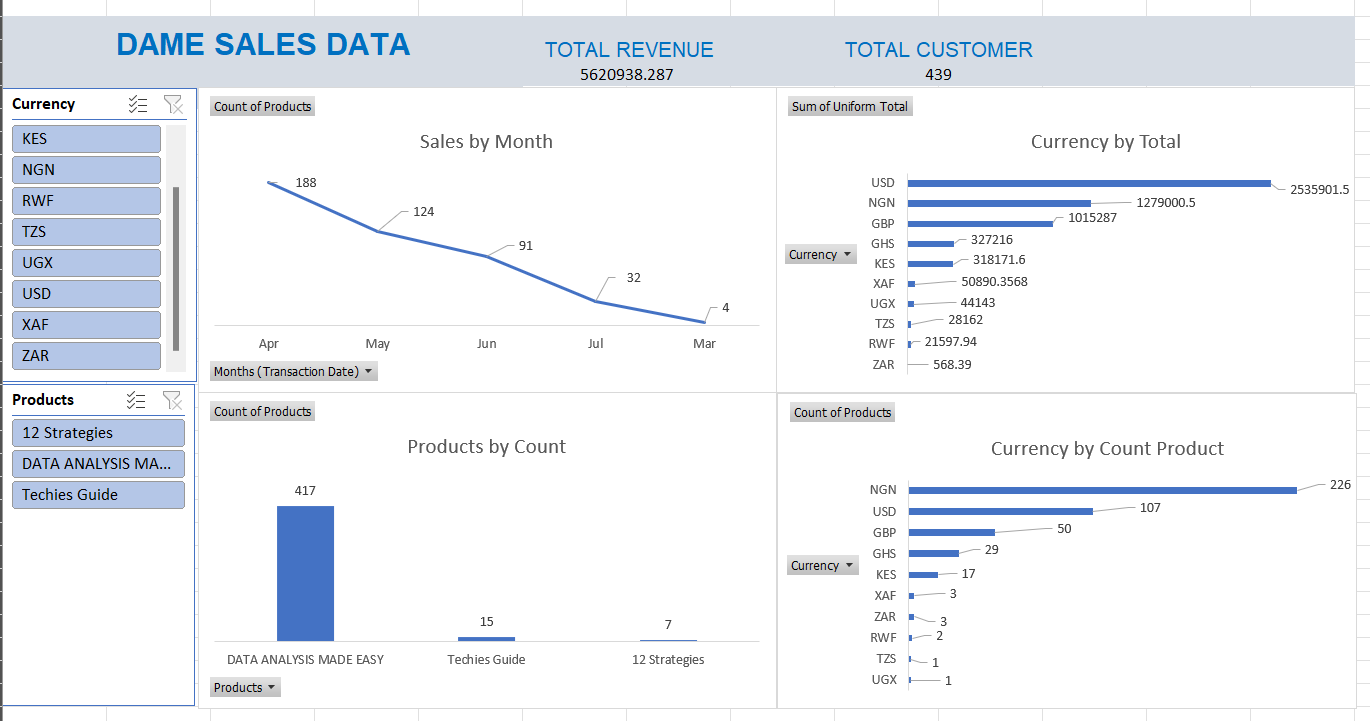 DAME SALES DATA
TOTAL REVENUE
5620938.287
TOTAL CUSTOMER
439
Currency
KES
NGN
RWF
TZS
UGX
USD
XAF
ZAR
Products
12 Strategies
DATA ANALYSIS MA...
Techies Guide
Count of Products
Sales by Month
188
124
91
32
4
Apr May Jun Jul Mar
Months (Transaction Date)
Sum of Uniform Total
Currency by Total
Currency
USD 2535901.5
NGN 1279000.5
GBP 1015287
GHS 327216
KES 318171.6
XAF 50890.3568
UGX 44143
TZS 28162
RWF 21597.94
ZAR 568.39
Count of Products
Products by Count
417
15
7
DATA ANALYSIS MADE EASY Techies Guide 12 Strategies
Products
Count of Products
Currency by Count Product
Currency
NGN 226
USD 107
GBP 50
GHS 29
KES 17
XAF 3
ZAR 3
RWF 2
TZS 1
UGX 1